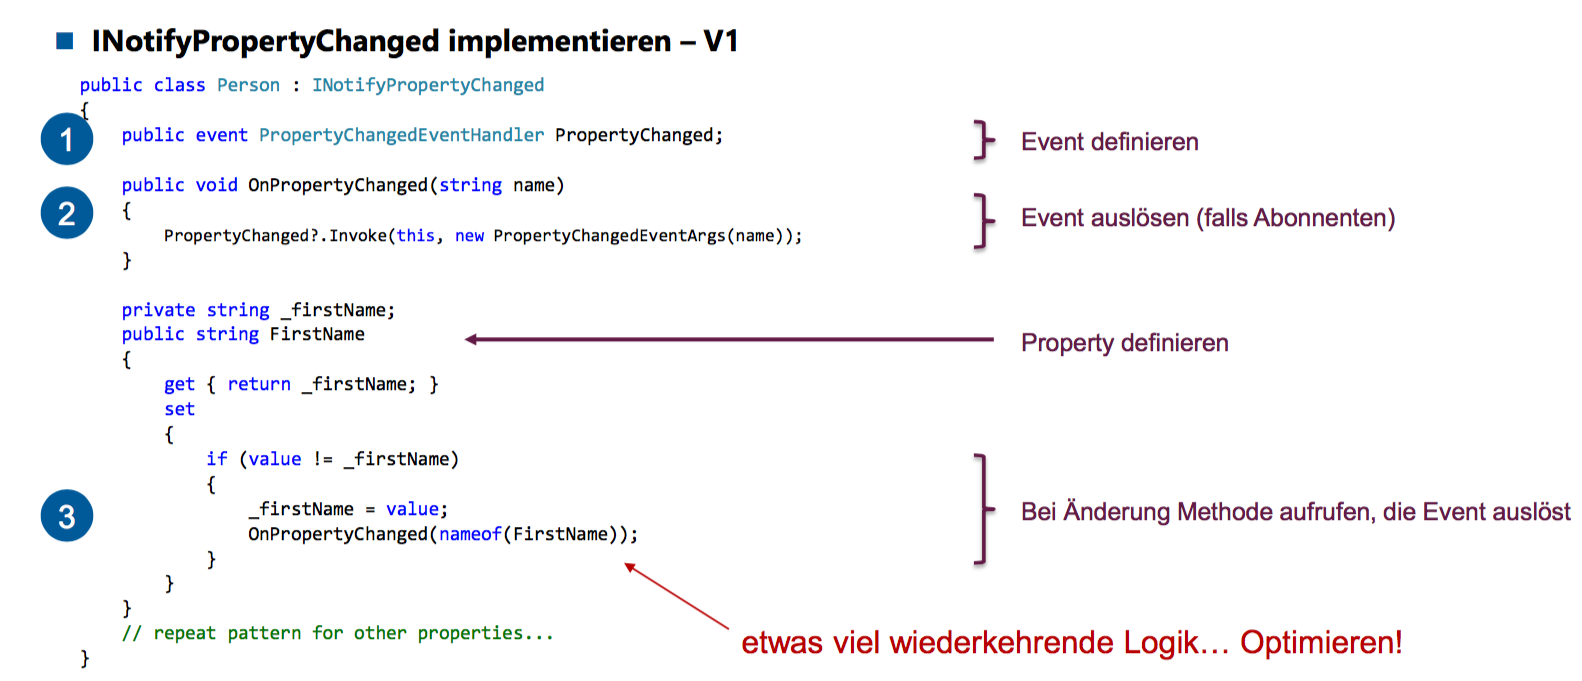 INotifyPropertyChanged implementieren – V1
public class Person : INotifyPropertyChanged
{
1
public event PropertyChangedEventHandler PropertyChanged;
Event definieren
public void OnPropertyChanged(string name)
2
{
Event auslösen (falls Abonnenten)
PropertyChanged?.Invoke(this, new PropertyChangedEventArgs(name));
}
private string _firstName;
public string FirstName
Property definieren
{
get { return _firstName; }
set
{
if (value != _firstName)
{
3
_firstName = value;
Bei Änderung Methode aufrufen, die Event auslöst
OnPropertyChanged(nameof(FirstName));
}
}
}
// repeat pattern for other properties...
etwas viel wiederkehrende Logik… Optimieren!
}